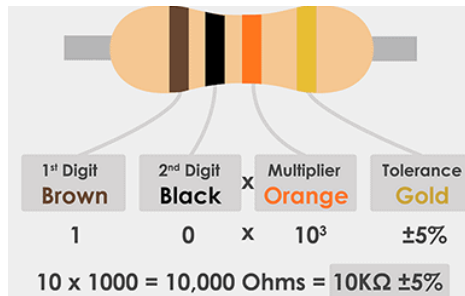 1st Digit 2nd Digit Multiplier Tolerance
Brown Black x Orange Gold
1 0 x 10³ ±5%
10 x 1000 = 10,000 Ohms = 10KΩ ±5%